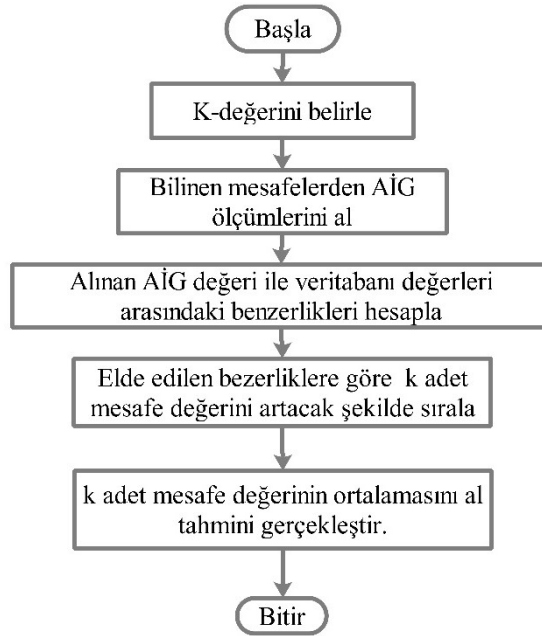 Başla
K-değerini belirle
Bilinen mesafelerden AİG
ölçümlerini al
Alınan AİG değeri ile veritabanı değerleri
arasındaki benzerlikleri hesapla
Elde edilen bezerliklere göre k adet
mesafe değerini artacak şekilde sırala
k adet mesafe değerinin ortalamasını al
tahmini gerçekleştir.
Bitir